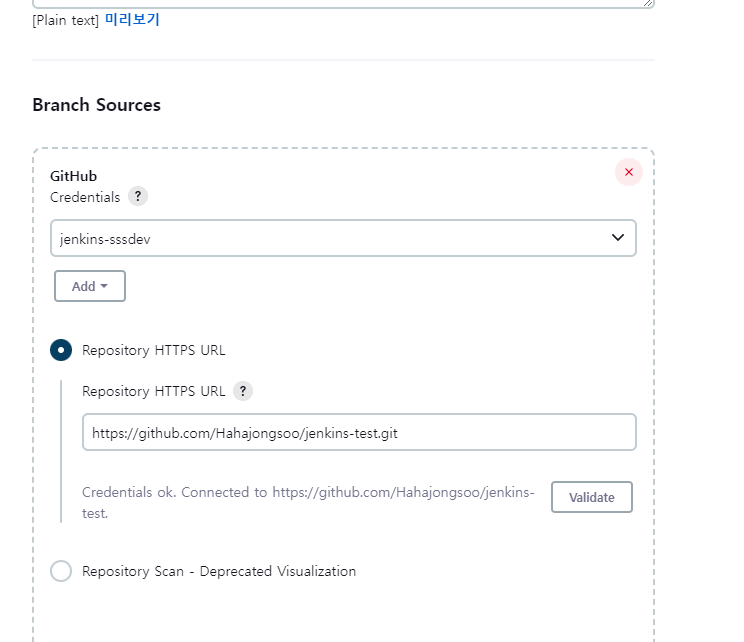 [Plain text] 미리보기
Branch Sources
GitHub
Credentials ?
jenkins-sssdev
Add
Repository HTTPS URL
Repository HTTPS URL ?
https://github.com/Hahajongsoo/jenkins-test.git
Credentials ok. Connected to https://github.com/Hahajongsoo/jenkins-
test.
Validate
Repository Scan - Deprecated Visualization